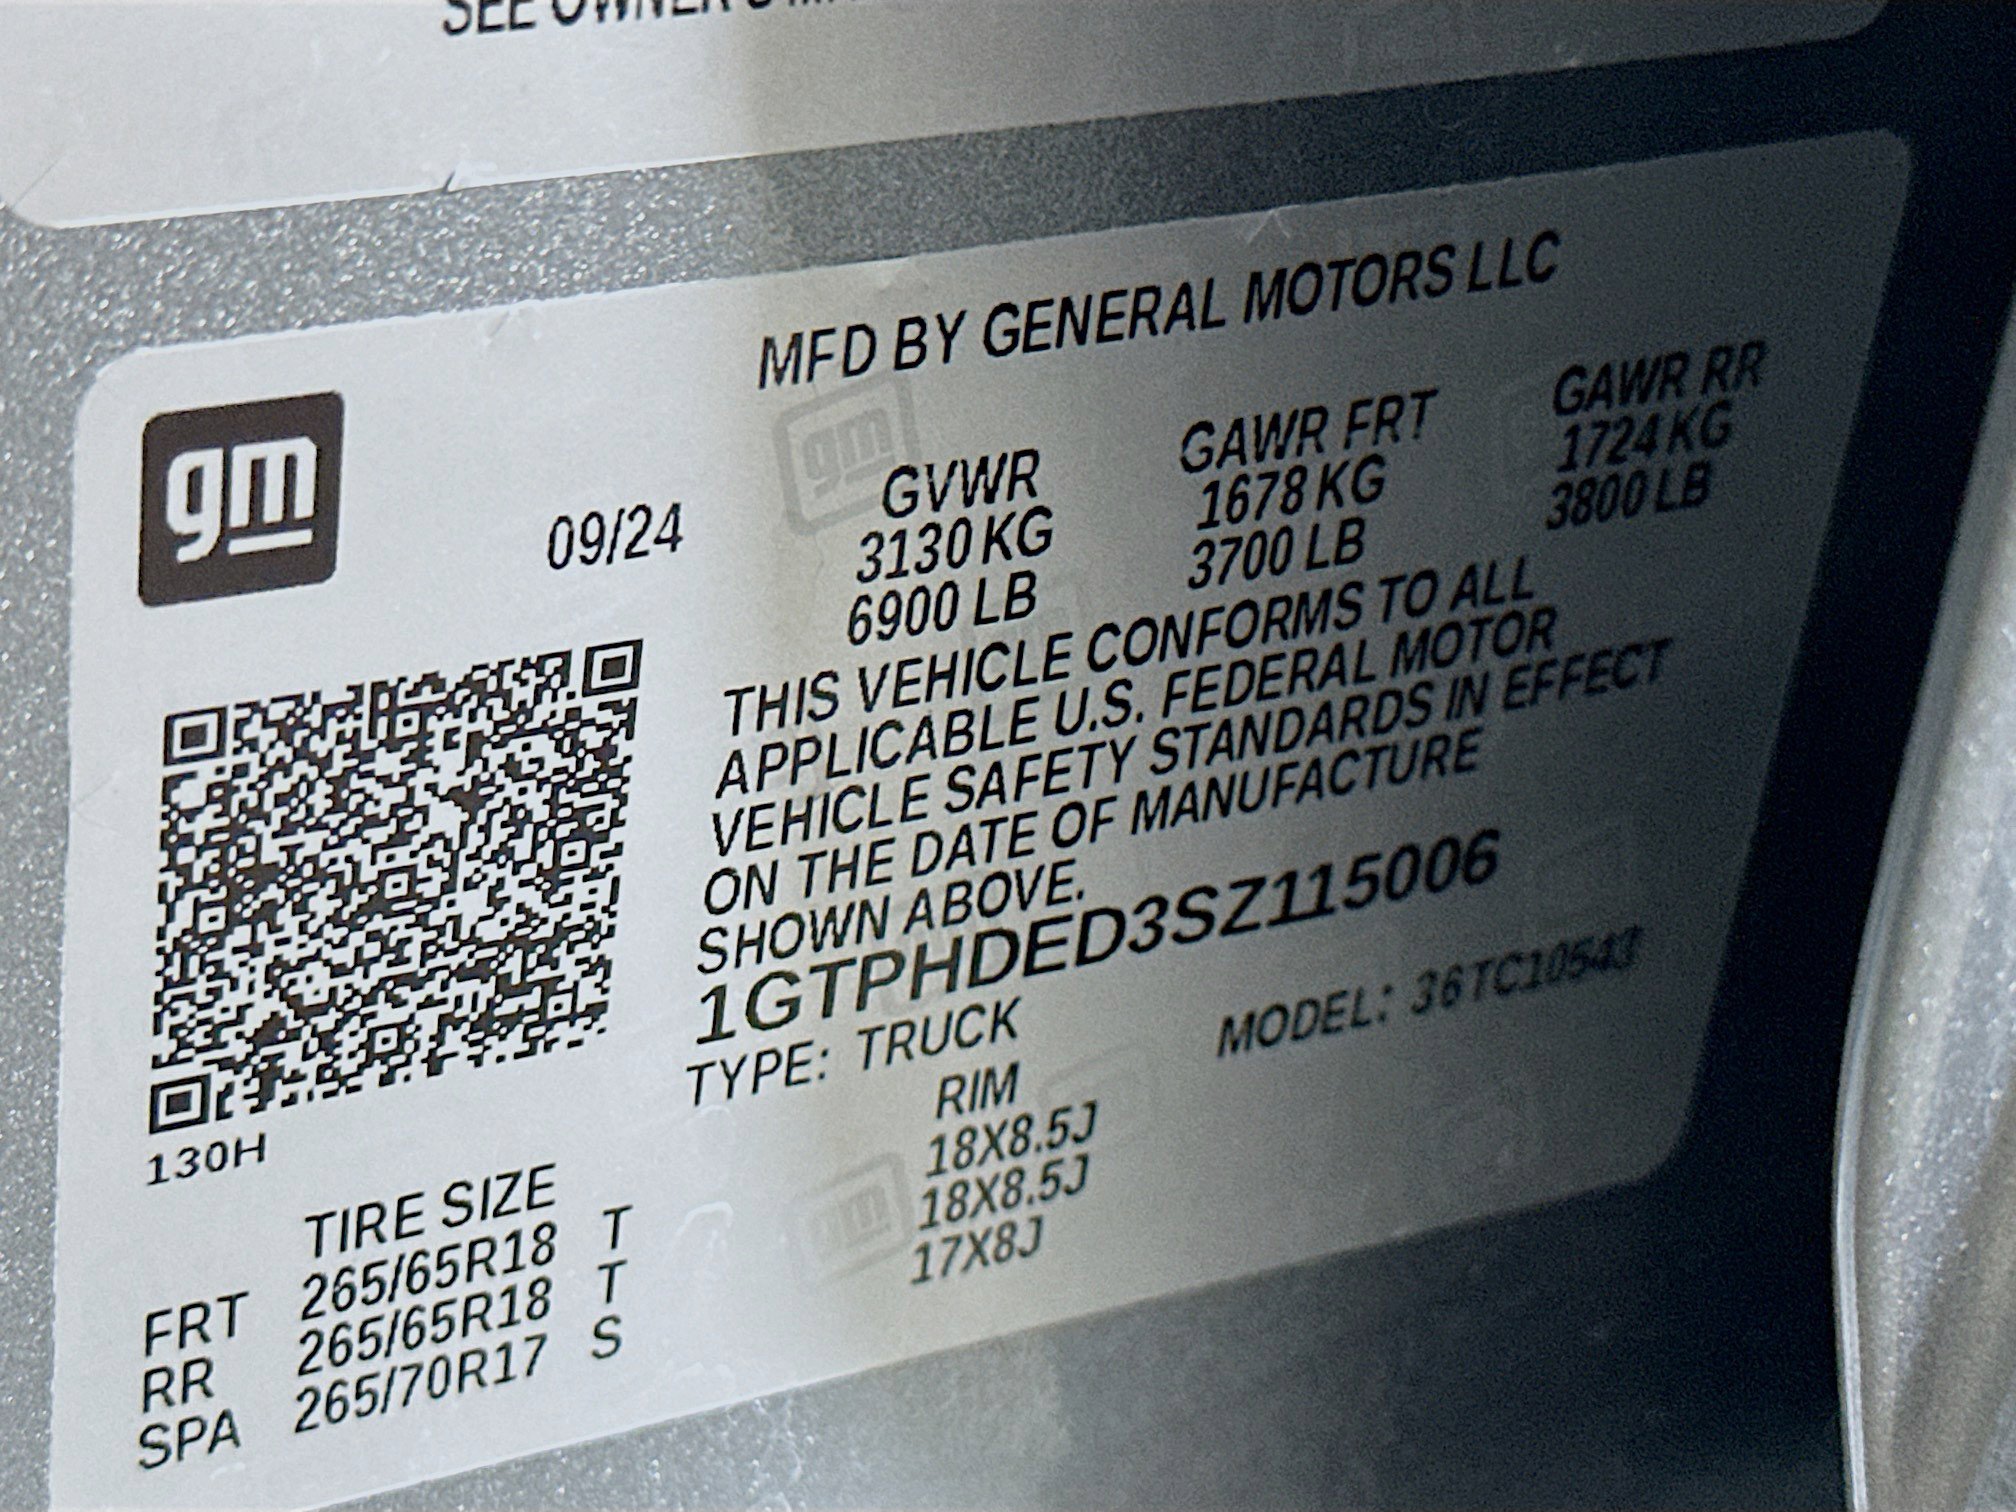 SEE OWNER'S
gm
MFD BY GENERAL MOTORS LLC
09/24
GVWR GAWR FRT GAWR RR
3130 KG 1678 KG 1724 KG
6900 LB 3700 LB 3800 LB
THIS VEHICLE CONFORMS TO ALL
APPLICABLE U.S. FEDERAL MOTOR
VEHICLE SAFETY STANDARDS IN EFFECT
ON THE DATE OF MANUFACTURE
SHOWN ABOVE.
1GTPHDED3SZ115006
TYPE: TRUCK MODEL: 36TC10543
130H
TIRE SIZE RIM
FRT 265/65R18 T 18X8.5J
RR 265/65R18 T 18X8.5J
SPA 265/70R17 S 17X8J